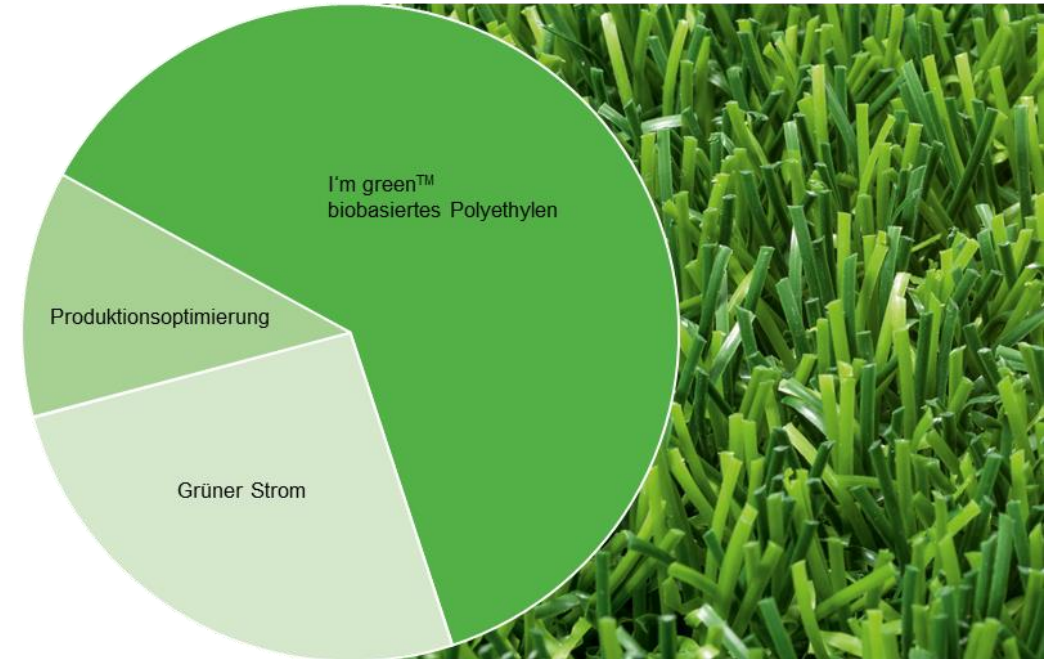 I'm green™
biobasiertes Polyethylen
Produktionsoptimierung
Grüner Strom